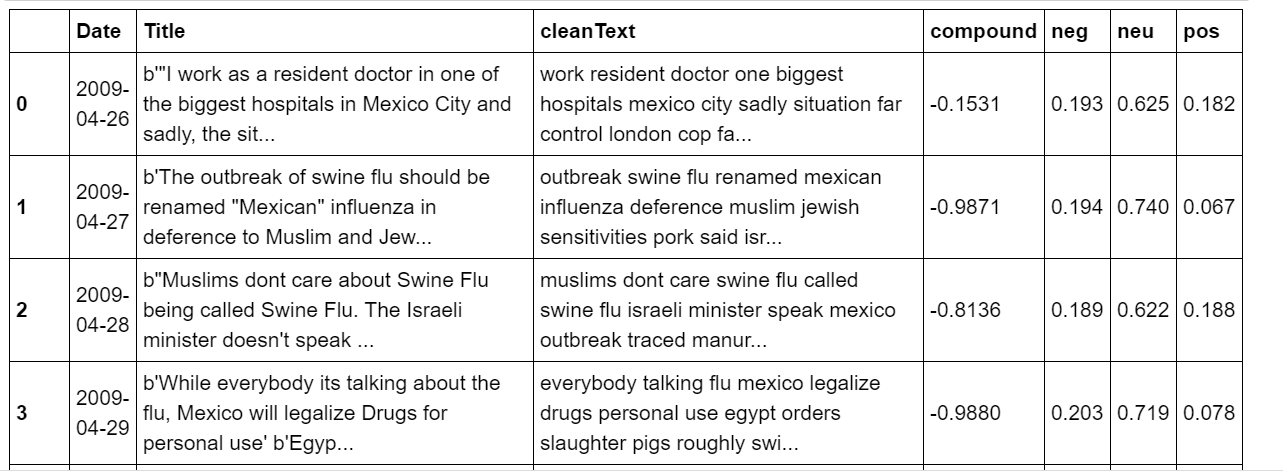 Date Title cleanText compound neg neu pos
0 2009-04-26 b'"I work as a resident doctor in one of the biggest hospitals in Mexico City and sadly, the sit... work resident doctor one biggest hospitals mexico city sadly situation far control london cop fa... -0.1531 0.193 0.625 0.182
1 2009-04-27 b'The outbreak of swine flu should be renamed "Mexican" influenza in deference to Muslim and Jew... outbreak swine flu renamed mexican influenza deference muslim jewish sensitivities pork said isr... -0.9871 0.194 0.740 0.067
2 2009-04-28 b"Muslims dont care about Swine Flu being called Swine Flu. The Israeli minister doesn't speak ... muslims dont care swine flu called swine flu israeli minister speak mexico outbreak traced manur... -0.8136 0.189 0.622 0.188
3 2009-04-29 b'While everybody its talking about the flu, Mexico will legalize Drugs for personal use' b'Egyp... everybody talking flu mexico legalize drugs personal use egypt orders slaughter pigs roughly swi... -0.9880 0.203 0.719 0.078